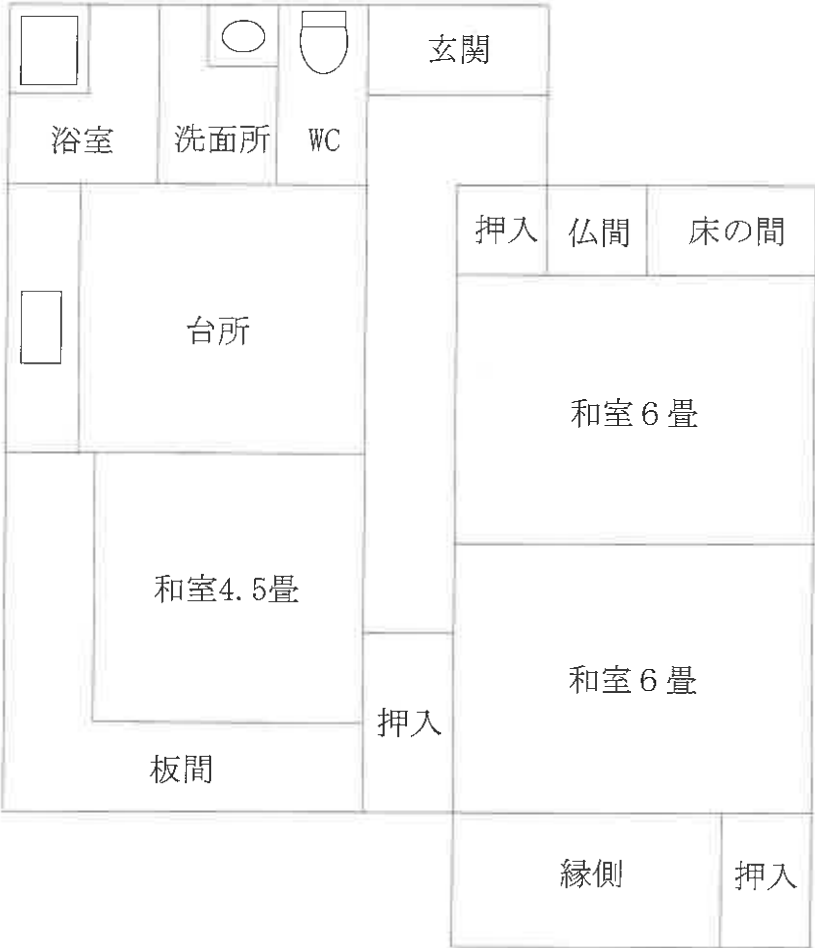 玄関
浴室
洗面所
WC
押入
仏間
床の間
台所
和室６畳
和室4.5畳
和室６畳
押入
板間
縁側
押入